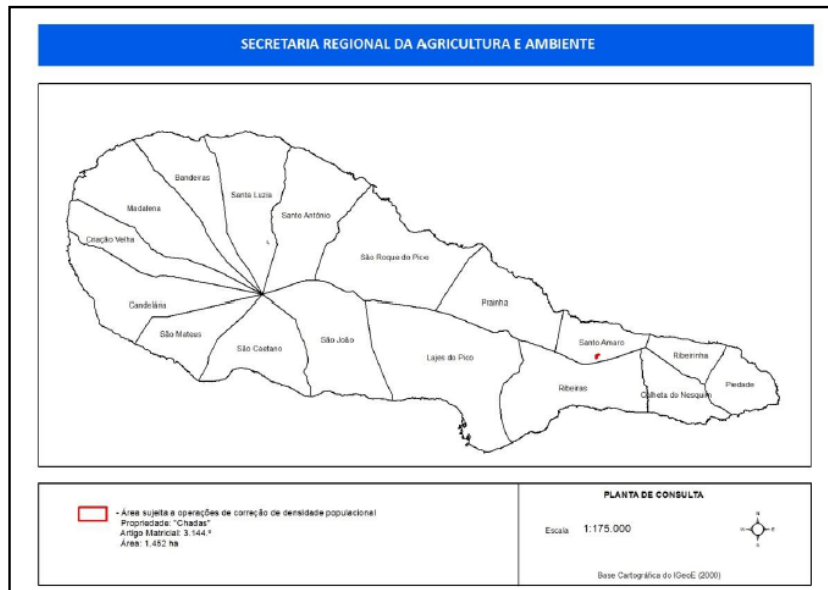 SECRETARIA REGIONAL DA AGRICULTURA E AMBIENTE
Bandeiras
Santa Luzia
Madalena
Santo António
Criação Velha
São Roque do Pico
Candelária
Prainha
São Mateus
São João
São Caetano
Santo Amaro
Lajes do Pico
Ribeirinha
Ribeiras
Piedade
Calheta do Nesquim
- Área sujeita a operações de correção de densidade populacional
Propriedade: "Chadas"
Artigo Matricial: 3.144.º
Área: 1,452 ha
PLANTA DE CONSULTA
Escala 1:175.000
N
W
E
Base Cartográfica do IGeoE (2000)